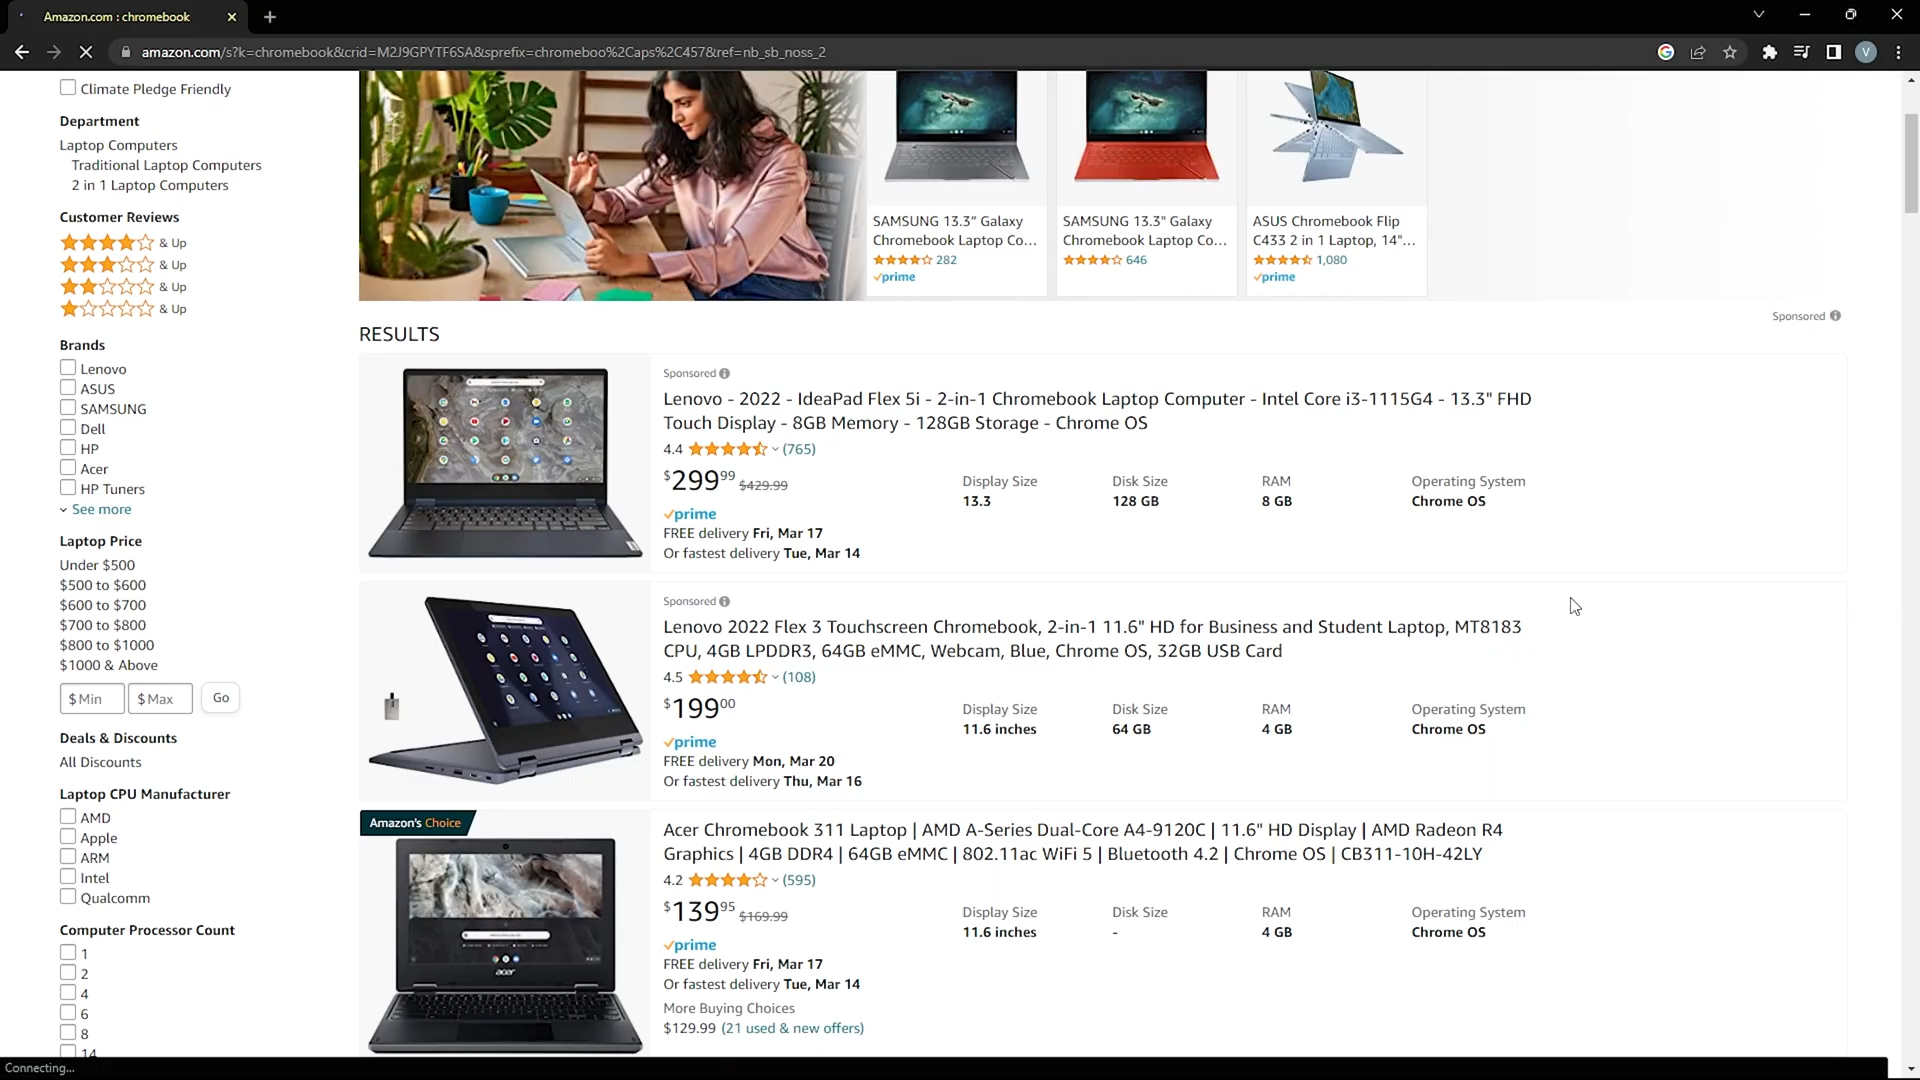 Amazon.com : chromebook
amazon.com/s?k=chromebook&crid=M2J9GPYTF6SA&sprefix=chromeboo%2Caps%2C457&ref=nb_sb_noss_2
V
Climate Pledge Friendly
Department
Laptop Computers
Traditional Laptop Computers
2 in 1 Laptop Computers
Customer Reviews
& Up
& Up
& Up
& Up
Brands
Lenovo
ASUS
SAMSUNG
Dell
HP
Acer
HP Tuners
See more
Laptop Price
Under $500
$500 to $600
$600 to $700
$700 to $800
$800 to $1000
$1000 & Above
$ Min $ Max Go
Deals & Discounts
All Discounts
Laptop CPU Manufacturer
AMD
Apple
ARM
Intel
Qualcomm
Computer Processor Count
1
2
4
6
8
14
SAMSUNG 13.3" Galaxy
Chromebook Laptop Co...
282
prime
SAMSUNG 13.3" Galaxy
Chromebook Laptop Co...
646
ASUS Chromebook Flip
C433 2 in 1 Laptop, 14"...
1,080
prime
Sponsored
RESULTS
Sponsored
Lenovo - 2022 - IdeaPad Flex 5i - 2-in-1 Chromebook Laptop Computer - Intel Core i3-1115G4 - 13.3" FHD
Touch Display - 8GB Memory - 128GB Storage - Chrome OS
4.4 (765)
$299.99 $429.99
prime
FREE delivery Fri, Mar 17
Or fastest delivery Tue, Mar 14
Display Size Disk Size RAM Operating System
13.3 128 GB 8 GB Chrome OS
Sponsored
Lenovo 2022 Flex 3 Touchscreen Chromebook, 2-in-1 11.6" HD for Business and Student Laptop, MT8183
CPU, 4GB LPDDR3, 64GB eMMC, Webcam, Blue, Chrome OS, 32GB USB Card
4.5 (108)
$199 00
prime
FREE delivery Mon, Mar 20
Or fastest delivery Thu, Mar 16
Display Size Disk Size RAM Operating System
11.6 inches 64 GB 4 GB Chrome OS
Amazon's Choice
acer
Acer Chromebook 311 Laptop | AMD A-Series Dual-Core A4-9120C | 11.6" HD Display | AMD Radeon R4
Graphics | 4GB DDR4 | 64GB eMMC | 802.11ac WiFi 5 | Bluetooth 4.2 | Chrome OS | CB311-10H-42LY
4.2 (595)
$139 95 $169.99
prime
FREE delivery Fri, Mar 17
Or fastest delivery Tue, Mar 14
More Buying Choices
$129.99 (21 used & new offers)
Display Size Disk Size RAM Operating System
11.6 inches - 4 GB Chrome OS
Connecting...